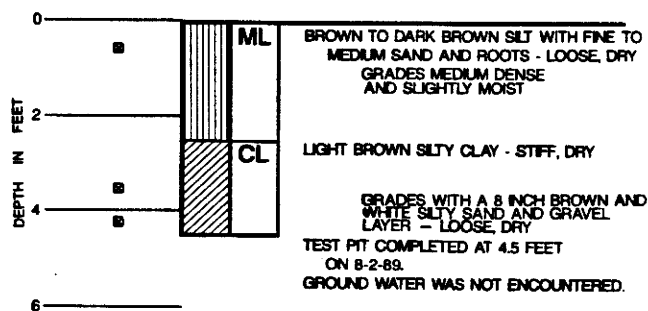 0
ML
BROWN TO DARK BROWN SILT WITH FINE TO
MEDIUM SAND AND ROOTS - LOOSE, DRY
GRADES MEDIUM DENSE
AND SLIGHTLY MOIST
2
DEPTH IN FEET
CL
LIGHT BROWN SILTY CLAY - STIFF, DRY
GRADES WITH A 8 INCH BROWN AND
WHITE SILTY SAND AND GRAVEL
LAYER - LOOSE, DRY
4
TEST PIT COMPLETED AT 4.5 FEET
ON 8-2-89.
GROUND WATER WAS NOT ENCOUNTERED.
6